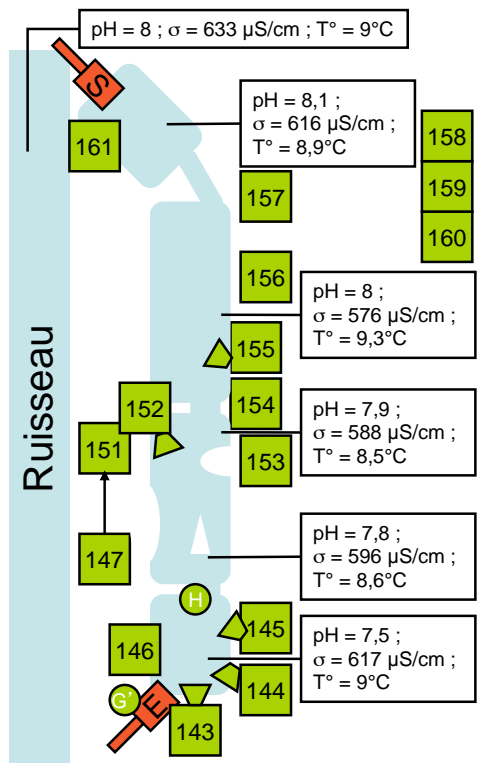 pH = 8 ; σ = 633 µS/cm ; T° = 9°C
S
161
pH = 8,1 ;
σ = 616 µS/cm ;
T° = 8,9°C
158
159
160
157
156
pH = 8 ;
σ = 576 µS/cm ;
T° = 9,3°C
155
154
152
151
153
pH = 7,9 ;
σ = 588 µS/cm ;
T° = 8,5°C
Ruisseau
147
pH = 7,8 ;
σ = 596 µS/cm ;
T° = 8,6°C
H
145
146
144
pH = 7,5 ;
σ = 617 µS/cm ;
T° = 9°C
G'
E
143